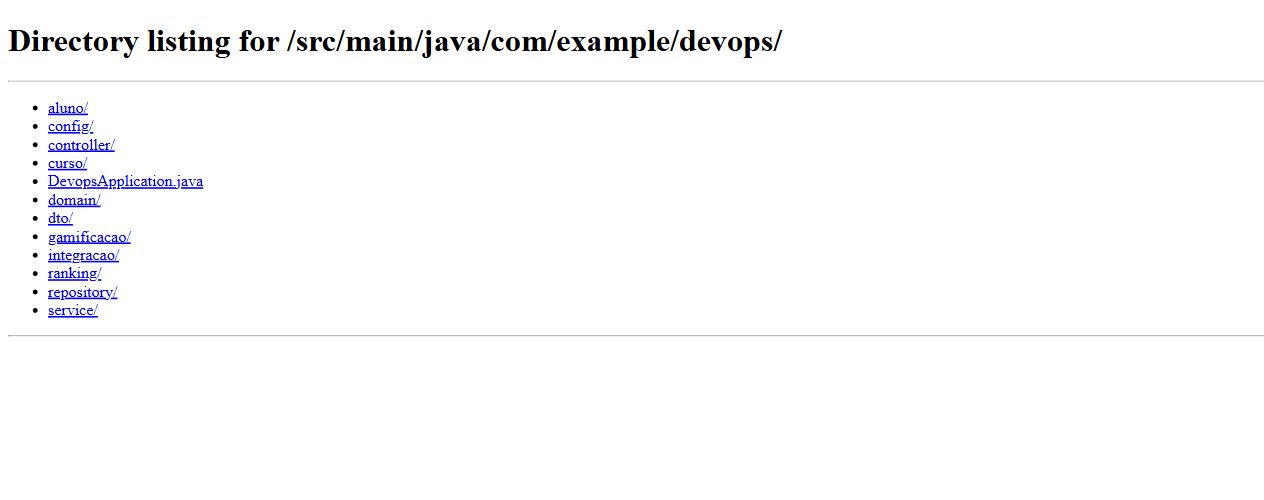 Directory listing for /src/main/java/com/example/devops/
aluno/
config/
controller/
curso/
DevopsApplication.java
domain/
dto/
gamificacao/
integracao/
ranking/
repository/
service/